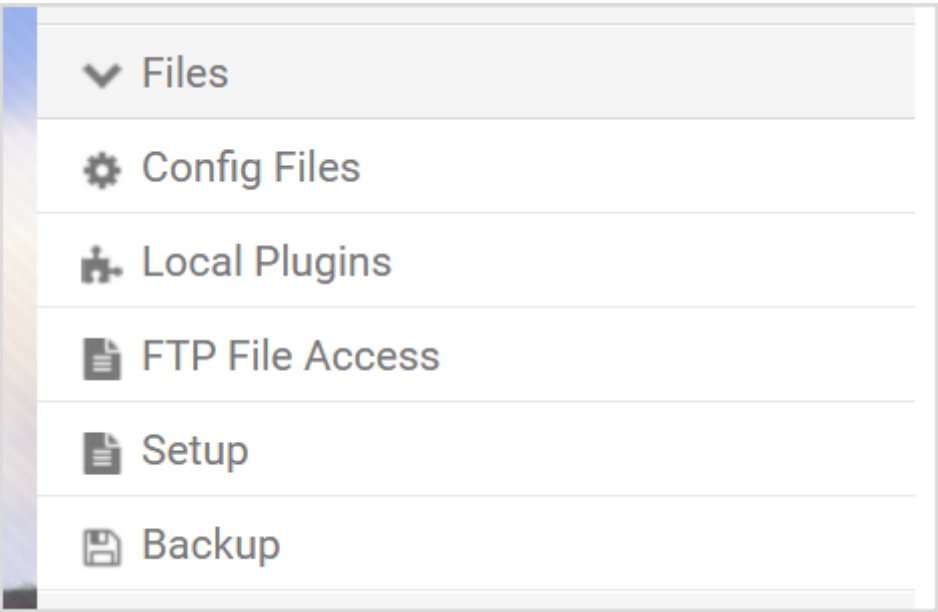 Files
Config Files
Local Plugins
FTP File Access
Setup
Backup